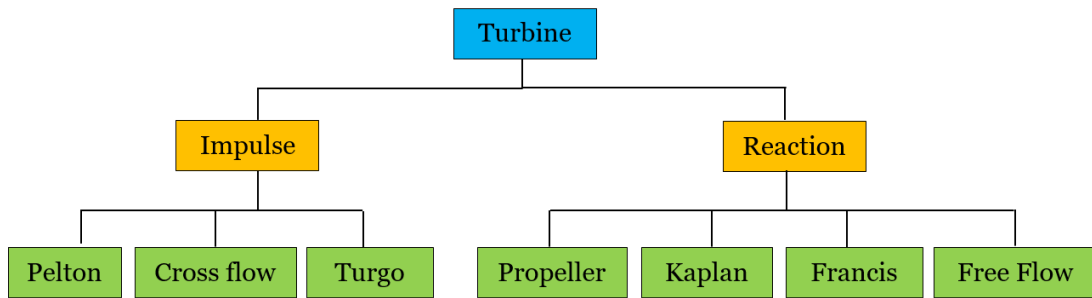 Turbine
Impulse
Reaction
Pelton
Cross flow
Turgo
Propeller
Kaplan
Francis
Free Flow